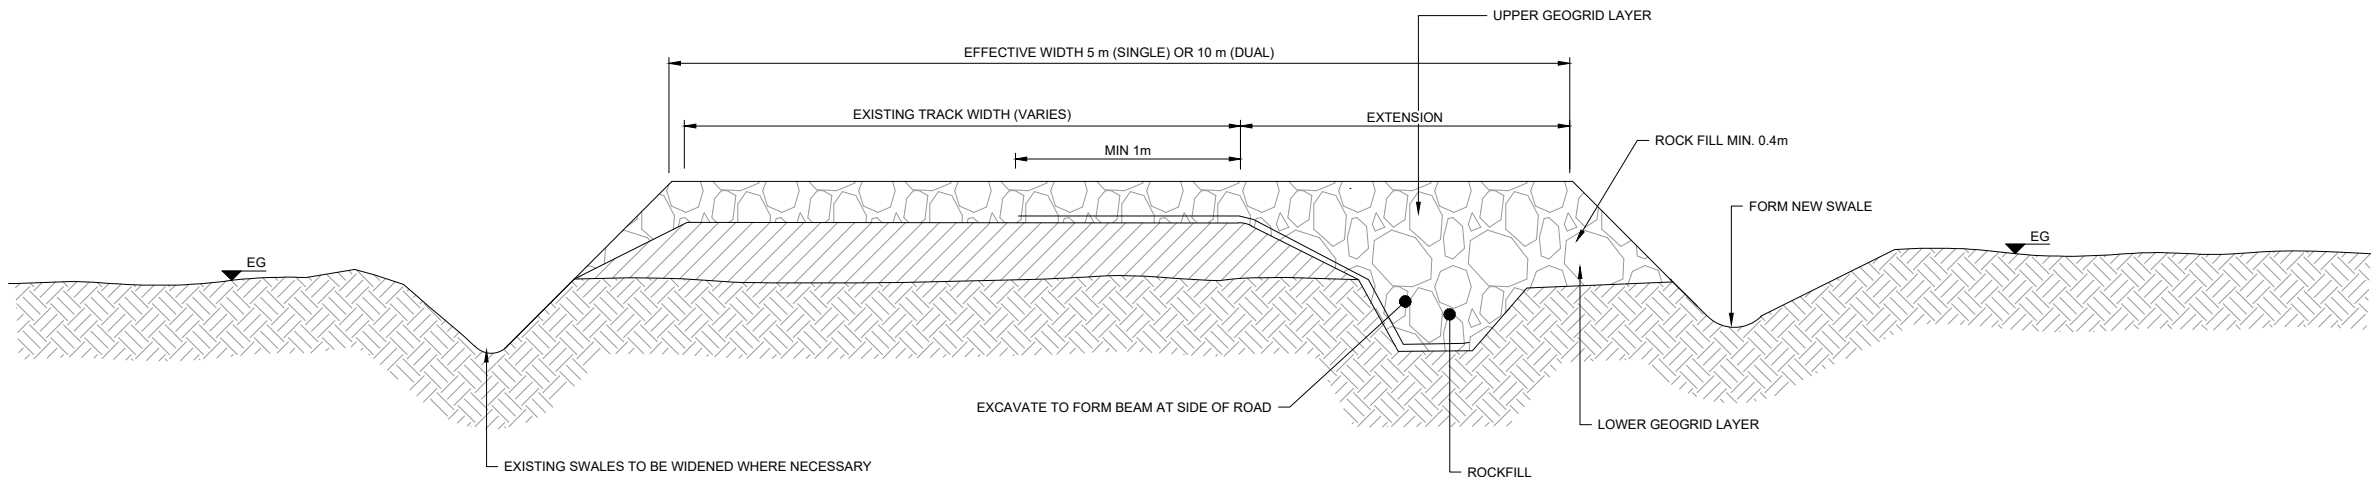 UPPER GEOGRID LAYER
EFFECTIVE WIDTH 5 m (SINGLE) OR 10 m (DUAL)
EXISTING TRACK WIDTH (VARIES)
EXTENSION
MIN 1m
ROCK FILL MIN. 0.4m
FORM NEW SWALE
EG
EG
EXCAVATE TO FORM BEAM AT SIDE OF ROAD
LOWER GEOGRID LAYER
EXISTING SWALES TO BE WIDENED WHERE NECESSARY
ROCKFILL